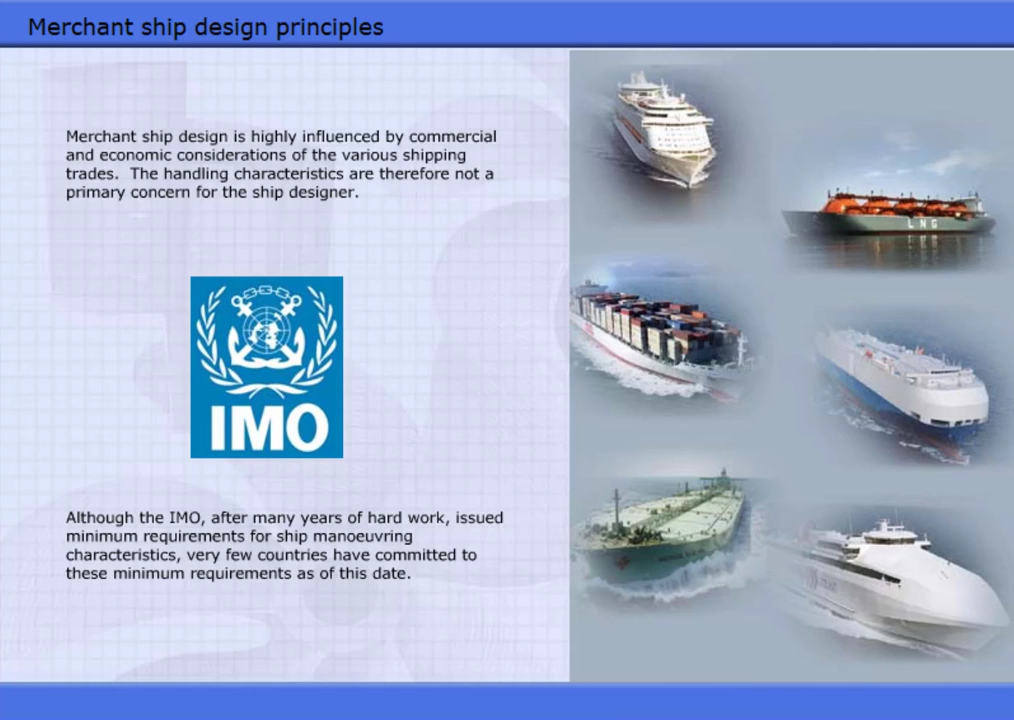 Merchant ship design principles
Merchant ship design is highly influenced by commercial
and economic considerations of the various shipping
trades.  The handling characteristics are therefore not a
primary concern for the ship designer.
IMO
Although the IMO, after many years of hard work, issued
minimum requirements for ship manoeuvring
characteristics, very few countries have committed to
these minimum requirements as of this date.
LNG